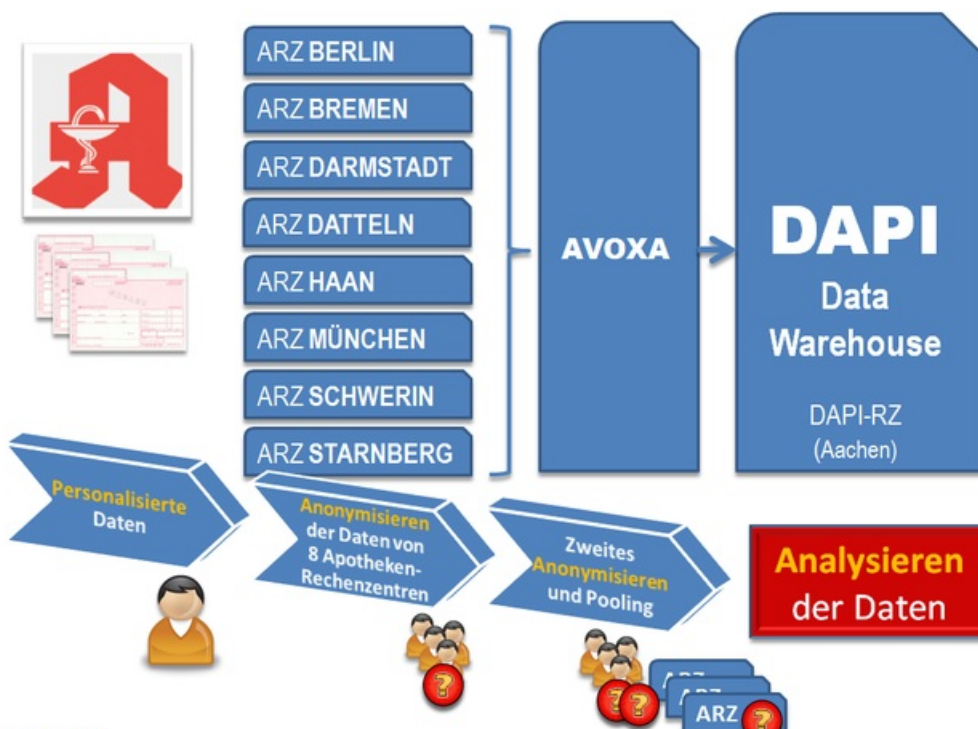 ARZ BERLIN
ARZ BREMEN
ARZ DARMSTADT
ARZ DATTELN
ARZ HAAN
ARZ MÜNCHEN
ARZ SCHWERIN
ARZ STARNBERG
AVOXA
DAPI
Data
Warehouse
DAPI-RZ
(Aachen)
Personalisierte
Daten
Anonymisieren
der Daten von
8 Apotheken-
Rechenzentren
Zweites
Anonymisieren
und Pooling
Analysieren
der Daten
?
? ?
ARZ
ARZ
ARZ ?